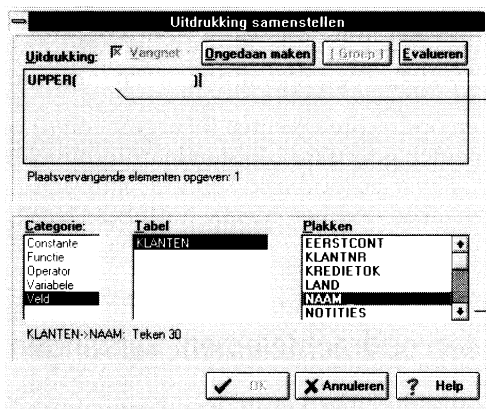 Uitdrukking samenstellen
Uitdrukking: Vangnet Ongedaan maken [ Groep ] Evalueren
UPPER( )
Plaatsvervangende elementen opgeven: 1
Categorie: Tabel Plakken
Constante KLANTEN EERSTCONT
Functie KLANTNR
Operator KREDIETOK
Variabele LAND
Veld NAAM
NOTITIES
KLANTEN->NAAM: Teken 30
OK Annuleren ? Help